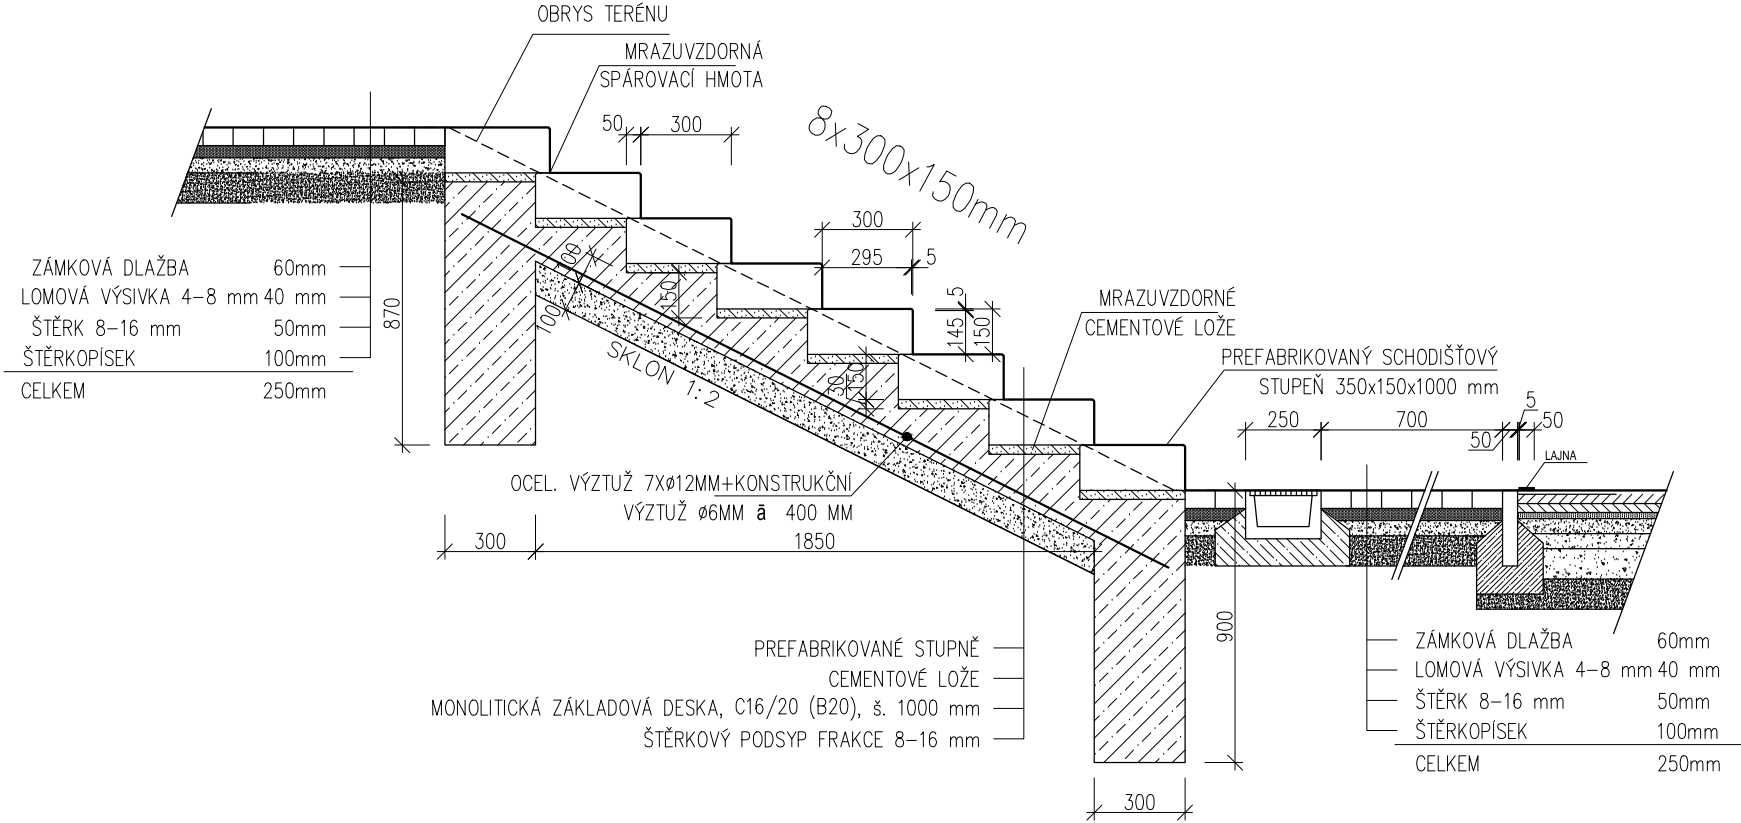 OBRYS TERÉNU
MRAZUVZDORNÁ
SPÁROVACÍ HMOTA
50
300
8x300x150mm
300
295
5
ZÁMKOVÁ DLAŽBA 60mm
LOMOVÁ VÝSIVKA 4-8 mm 40 mm
ŠTĚRK 8-16 mm 50mm
ŠTĚRKOPÍSEK 100mm
CELKEM 250mm
870
100
100
150
SKLON 1:2
30
150
5
145
150
MRAZUVZDORNÉ
CEMENTOVÉ LOŽE
PREFABRIKOVANÝ SCHODIŠŤOVÝ
STUPEŇ 350x150x1000 mm
250
700
50
5
50
LAJNA
OCEL. VÝZTUŽ 7XØ12MM+KONSTRUKČNÍ
VÝZTUŽ Ø6MM ā 400 MM
300
1850
900
300
PREFABRIKOVANÉ STUPNĚ
CEMENTOVÉ LOŽE
MONOLITICKÁ ZÁKLADOVÁ DESKA, C16/20 (B20), š. 1000 mm
ŠTĚRKOVÝ PODSYP FRAKCE 8-16 mm
ZÁMKOVÁ DLAŽBA 60mm
LOMOVÁ VÝSIVKA 4-8 mm 40 mm
ŠTĚRK 8-16 mm 50mm
ŠTĚRKOPÍSEK 100mm
CELKEM 250mm